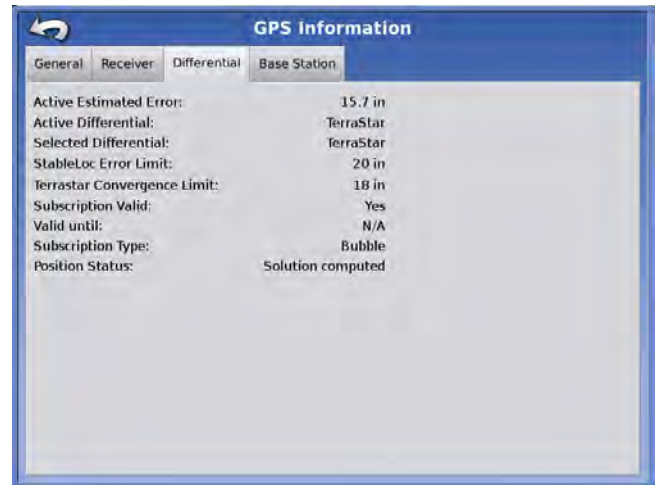 GPS Information
General Receiver Differential Base Station
Active Estimated Error: 15.7 in
Active Differential: TerraStar
Selected Differential: TerraStar
StableLoc Error Limit: 20 in
Terrastar Convergence Limit: 18 in
Subscription Valid: Yes
Valid until: N/A
Subscription Type: Bubble
Position Status: Solution computed